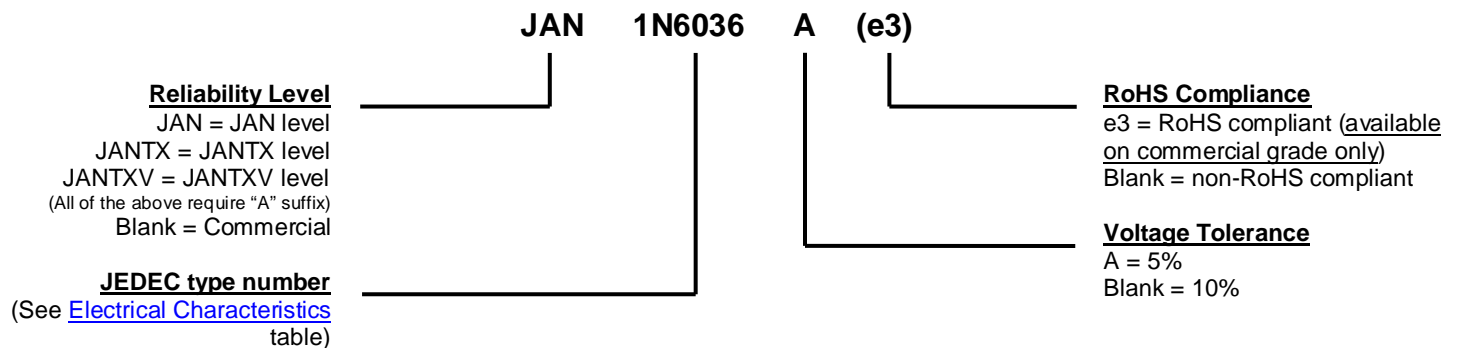 JAN 1N6036 A (e3)
Reliability Level
JAN = JAN level
JANTX = JANTX level
JANTXV = JANTXV level
(All of the above require “A” suffix)
Blank = Commercial
JEDEC type number
(See Electrical Characteristics
table)
RoHS Compliance
e3 = RoHS compliant (available
on commercial grade only)
Blank = non-RoHS compliant
Voltage Tolerance
A = 5%
Blank = 10%